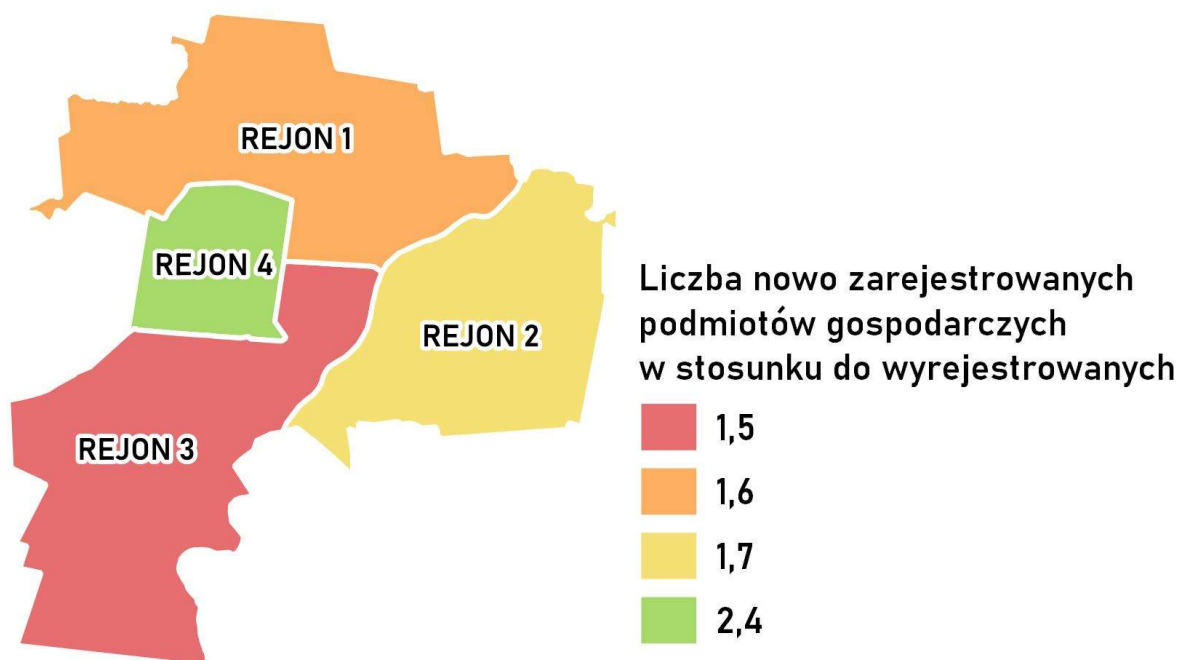 REJON 1
REJON 4
REJON 2
REJON 3
Liczba nowo zarejestrowanych
podmiotów gospodarczych
w stosunku do wyrejestrowanych
1,5
1,6
1,7
2,4